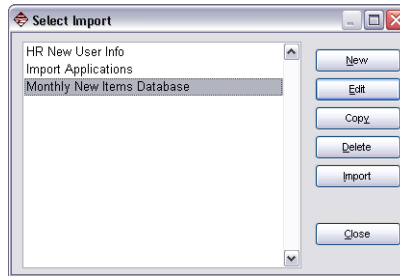 Select Import
HR New User Info
Import Applications
Monthly New Items Database
New
Edit
Copy
Delete
Import
Close